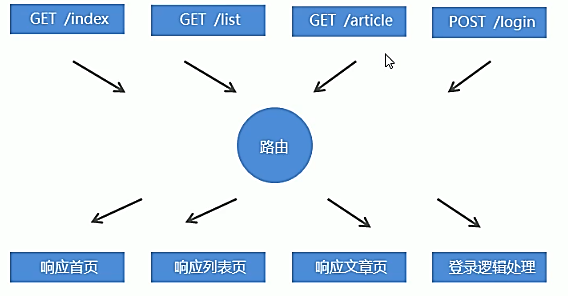 GET /index
GET /list
GET /article
POST /login
路由
响应首页
响应列表页
响应文章页
登录逻辑处理